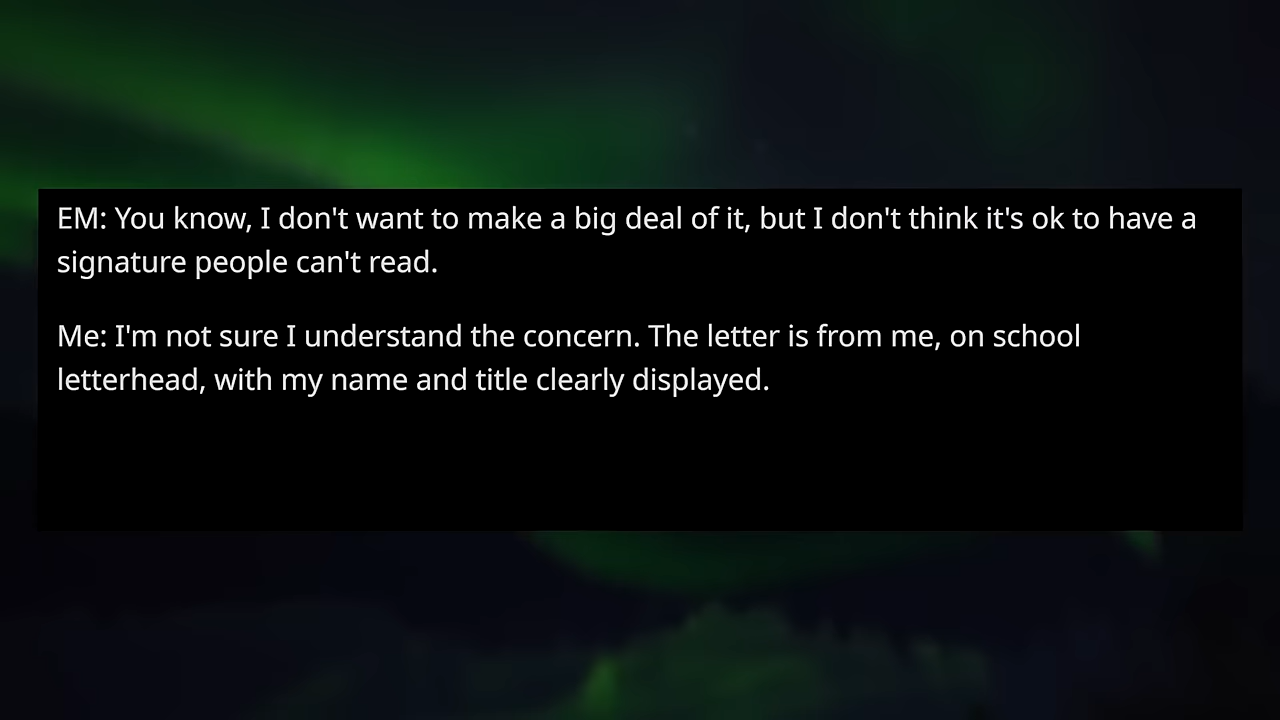 EM: You know, I don't want to make a big deal of it, but I don't think it's ok to have a
signature people can't read.
Me: I'm not sure I understand the concern. The letter is from me, on school
letterhead, with my name and title clearly displayed.